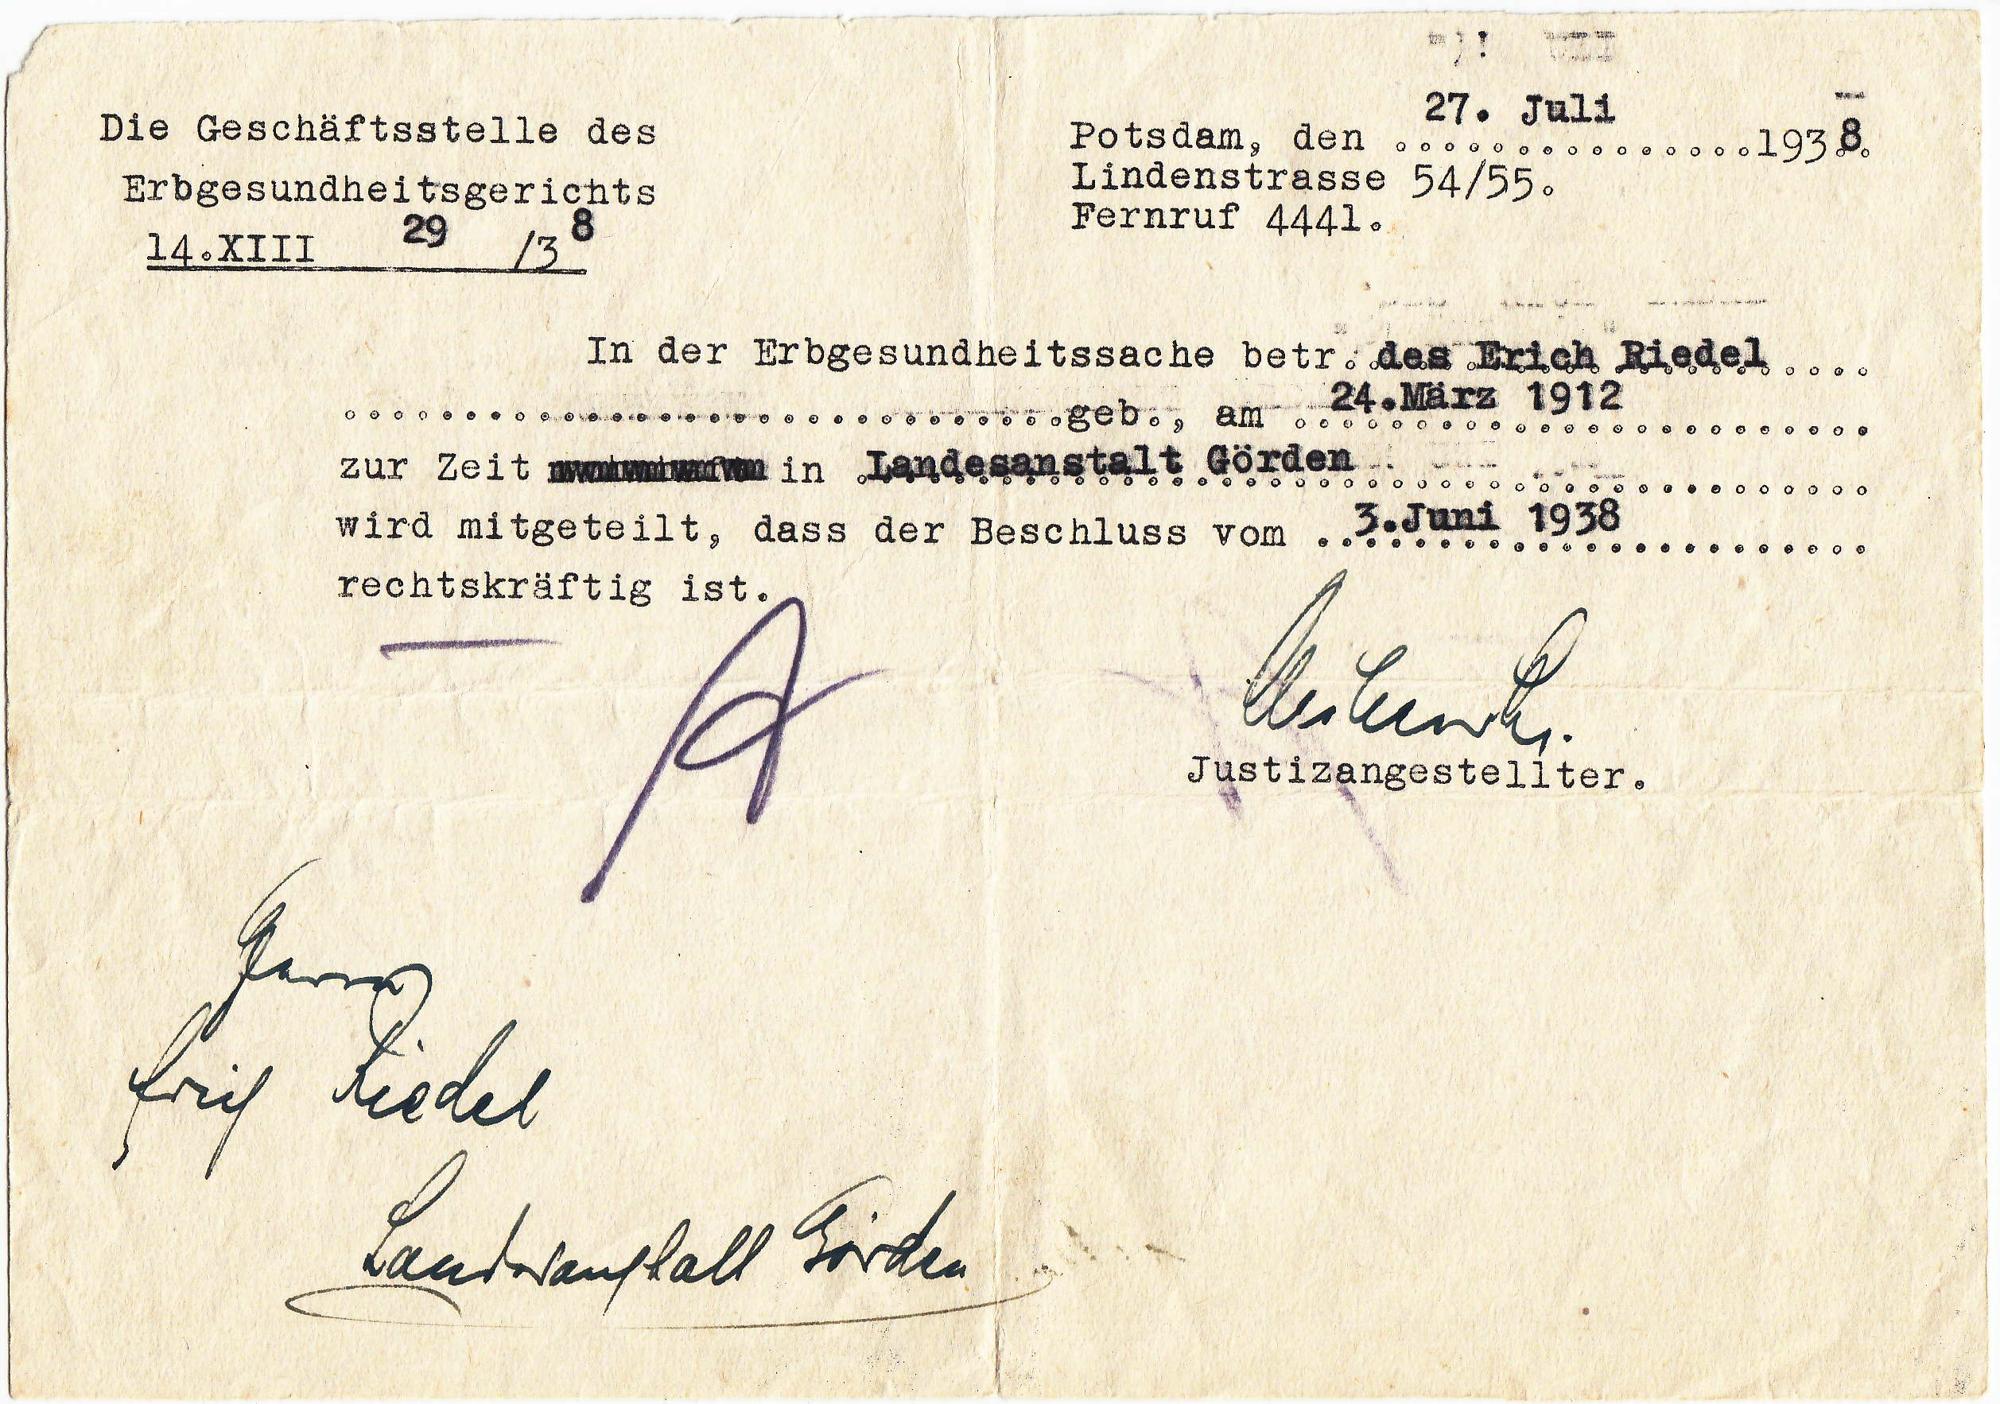 Die Geschäftsstelle des
Erbgesundheitsgerichts
14.XIII 29 /38
27. Juli
Potsdam, den ..............1938.
Lindenstrasse 54/55.
Fernruf 4441.
In der Erbgesundheitssache betr. des Erich Riedel
..............................geb., am 24.März 1912
zur Zeit in Landesanstalt Görden
wird mitgeteilt, dass der Beschluss vom 3.Juni 1938
rechtskräftig ist.
Justizangestellter.
Herrn
Erich Riedel
Landesanstalt Görden